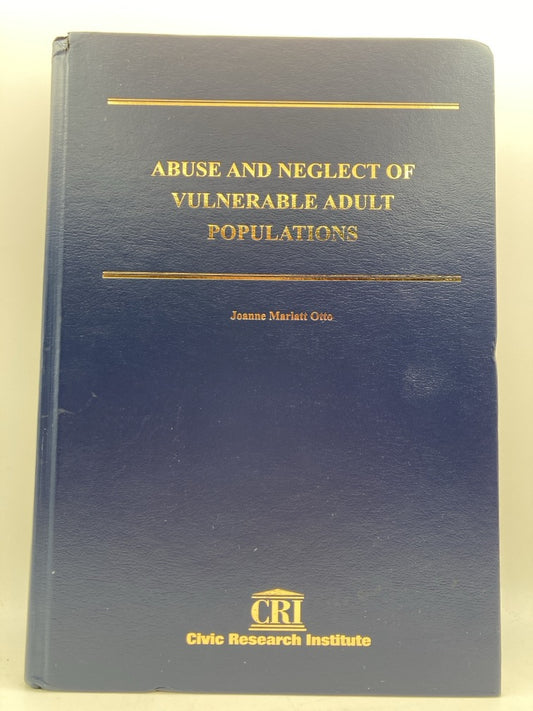 ABUSE AND NEGLECT OF
VULNERABLE ADULT
POPULATIONS
Joanne Marlatt Otto
CRI
Civic Research Institute